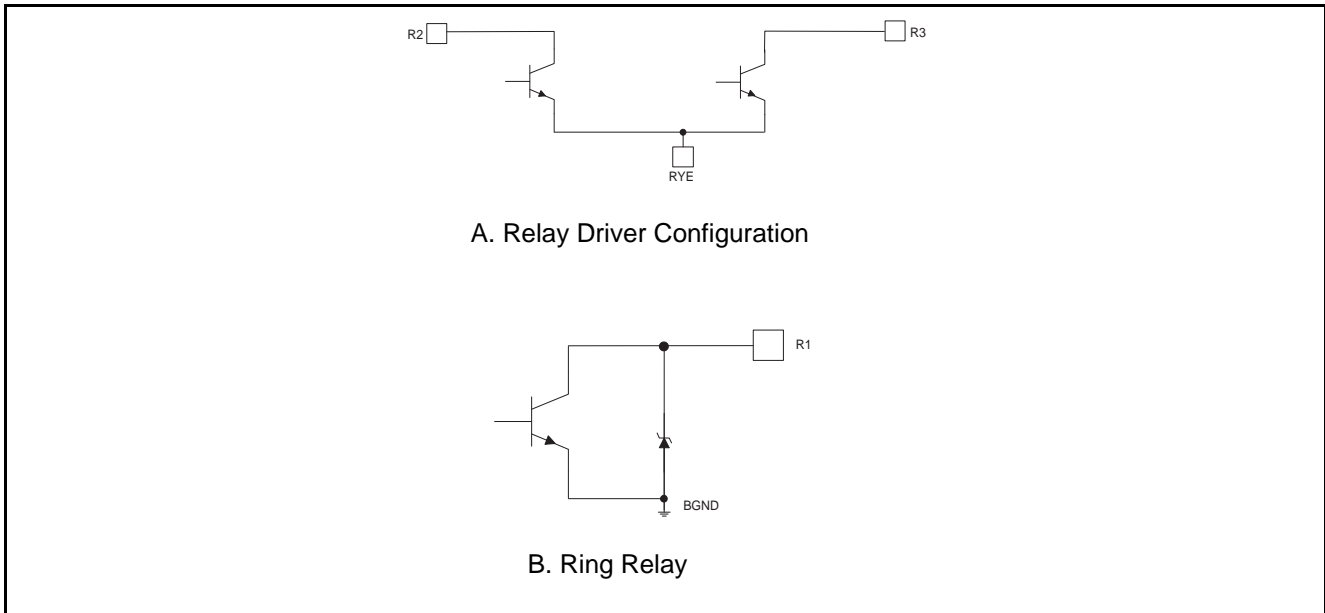 R2
R3
RYE
A. Relay Driver Configuration
R1
BGND
B. Ring Relay